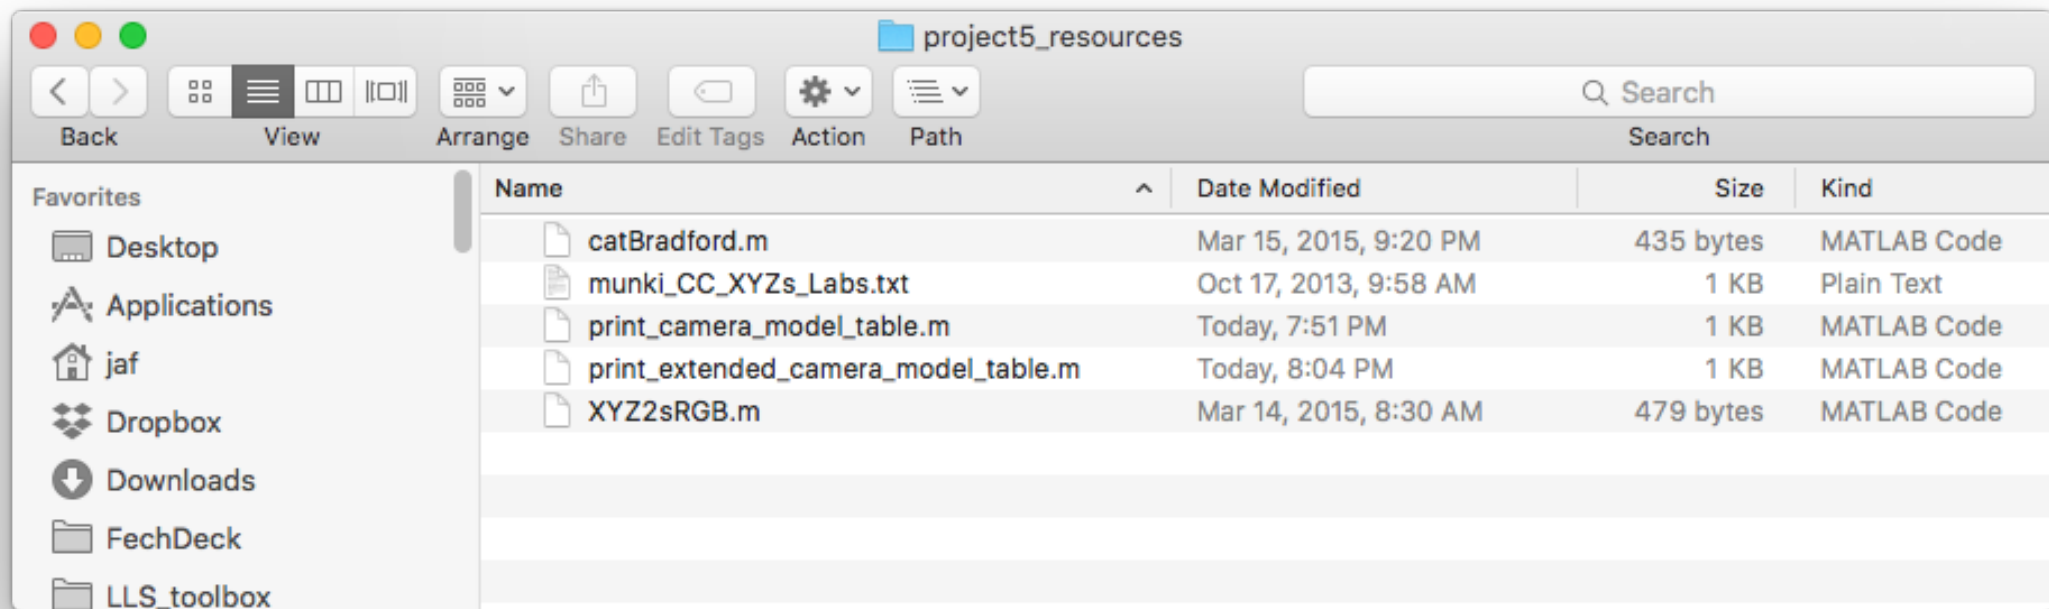 project5_resources
Search
Back View Arrange Share Edit Tags Action Path Search
Favorites
Desktop
Applications
jaf
Dropbox
Downloads
FechDeck
LLS_toolbox
Name Date Modified Size Kind
catBradford.m Mar 15, 2015, 9:20 PM 435 bytes MATLAB Code
munki_CC_XYZs_Labs.txt Oct 17, 2013, 9:58 AM 1 KB Plain Text
print_camera_model_table.m Today, 7:51 PM 1 KB MATLAB Code
print_extended_camera_model_table.m Today, 8:04 PM 1 KB MATLAB Code
XYZ2sRGB.m Mar 14, 2015, 8:30 AM 479 bytes MATLAB Code